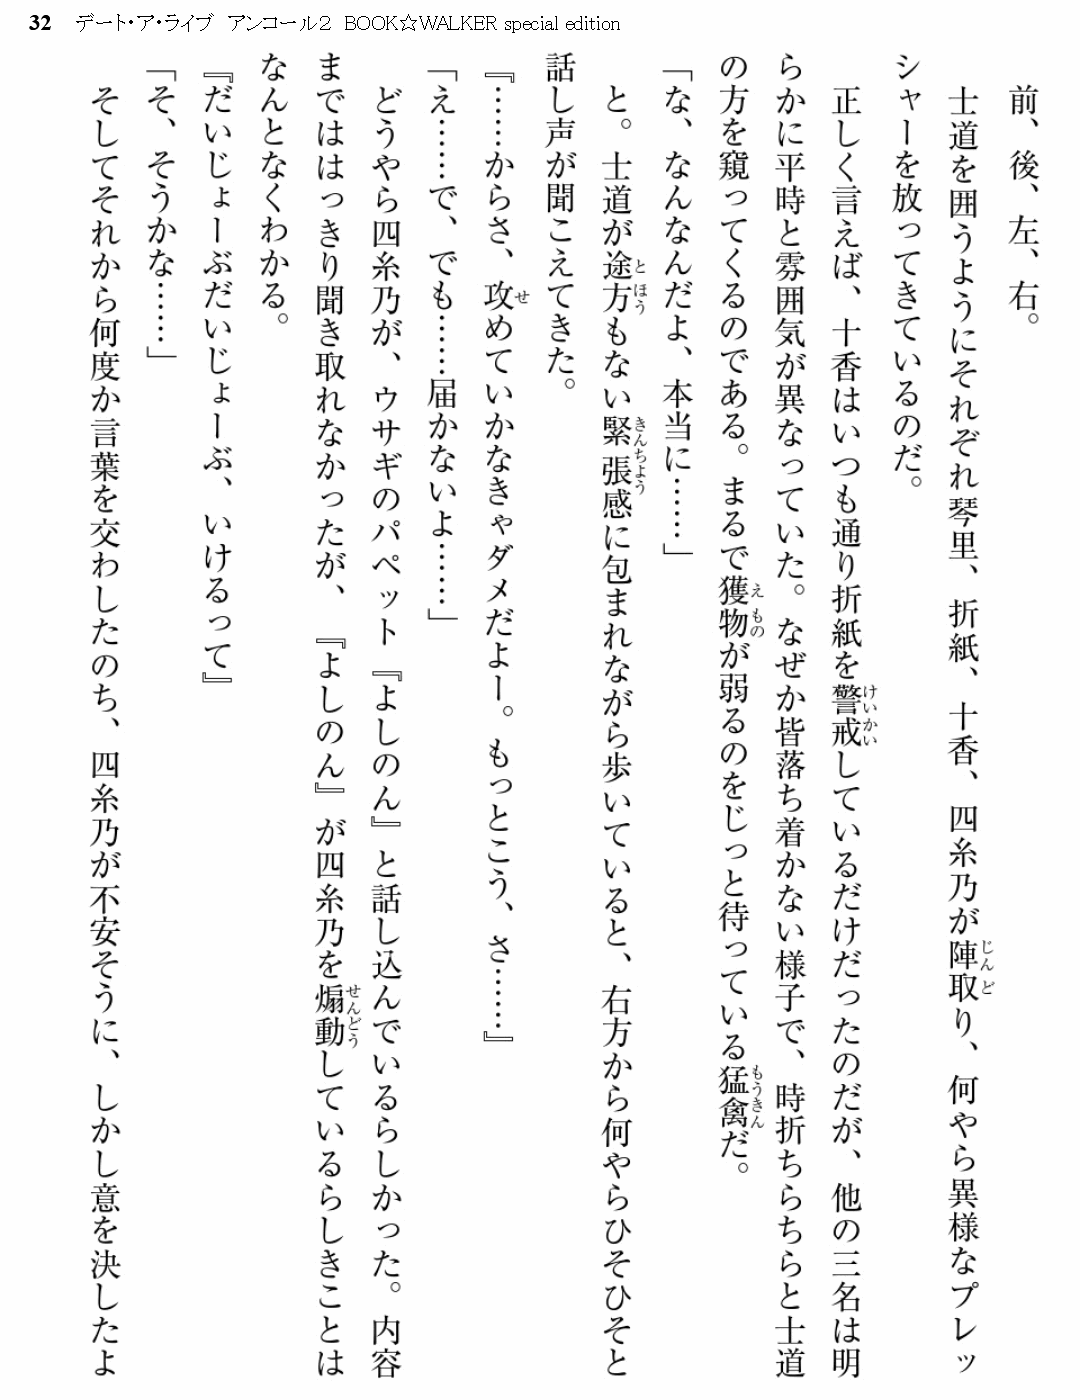 32 デート・ア・ライブ アンコール2 BOOK☆WALKER special edition
前、後、左、右。
士道を囲うようにそれぞれ琴里、折紙、十香、四糸乃が陣取り、何やら異様なプレッ
シャーを放ってきているのだ。
正しく言えば、十香はいつも通り折紙を警戒しているだけだったのだが、他の三名は明
らかに平時と雰囲気が異なっていた。なぜか皆落ち着かない様子で、時折ちらちらと士道
の方を窺ってくるのである。まるで獲物が弱るのをじっと待っている猛禽だ。
「な、なんなんだよ、本当に……」
と。士道が途方もない緊張感に包まれながら歩いていると、右方から何やらひそひそと
話し声が聞こえてきた。
『……からさ、攻めていかなきゃダメだよー。もっとこう、さ……』
「え……で、でも……届かないよ……」
どうやら四糸乃が、ウサギのパペット『よしのん』と話し込んでいるらしかった。内容
まではっきり聞き取れなかったが、『よしのん』が四糸乃を煽動しているらしきことは
なんとなくわかる。
『だいじょーぶだいじょーぶ、いけるって』
「そ、そうかな……」
そしてそれから何度か言葉を交わしたのち、四糸乃が不安そうに、しかし意を決したよ